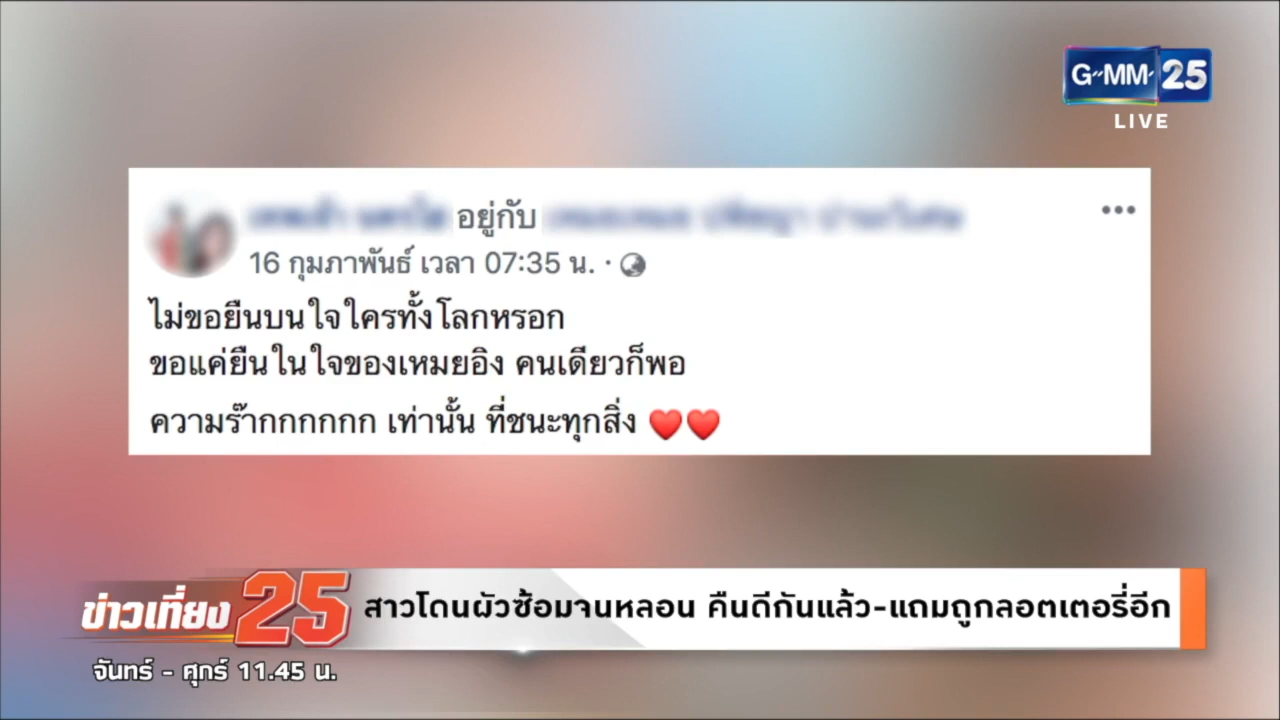 G"MM' 25
LIVE
อยู่กับ
16 กุมภาพันธ์ เวลา 07:35 น. ·
ไม่ขอยืนบนใจใครทั้งโลกหรอก
ขอแค่ยืนในใจของเหมยอิง คนเดียวก็พอ
ความร๊ากกกกกก เท่านั้น ที่ชนะทุกสิ่ง ❤️❤️
ข่าวเที่ยง 25
สาวโดนผัวซ้อมจนหลอน คืนดีกันแล้ว-แถมถูกลอตเตอรี่อีก
จันทร์ - ศุกร์ 11.45 น.